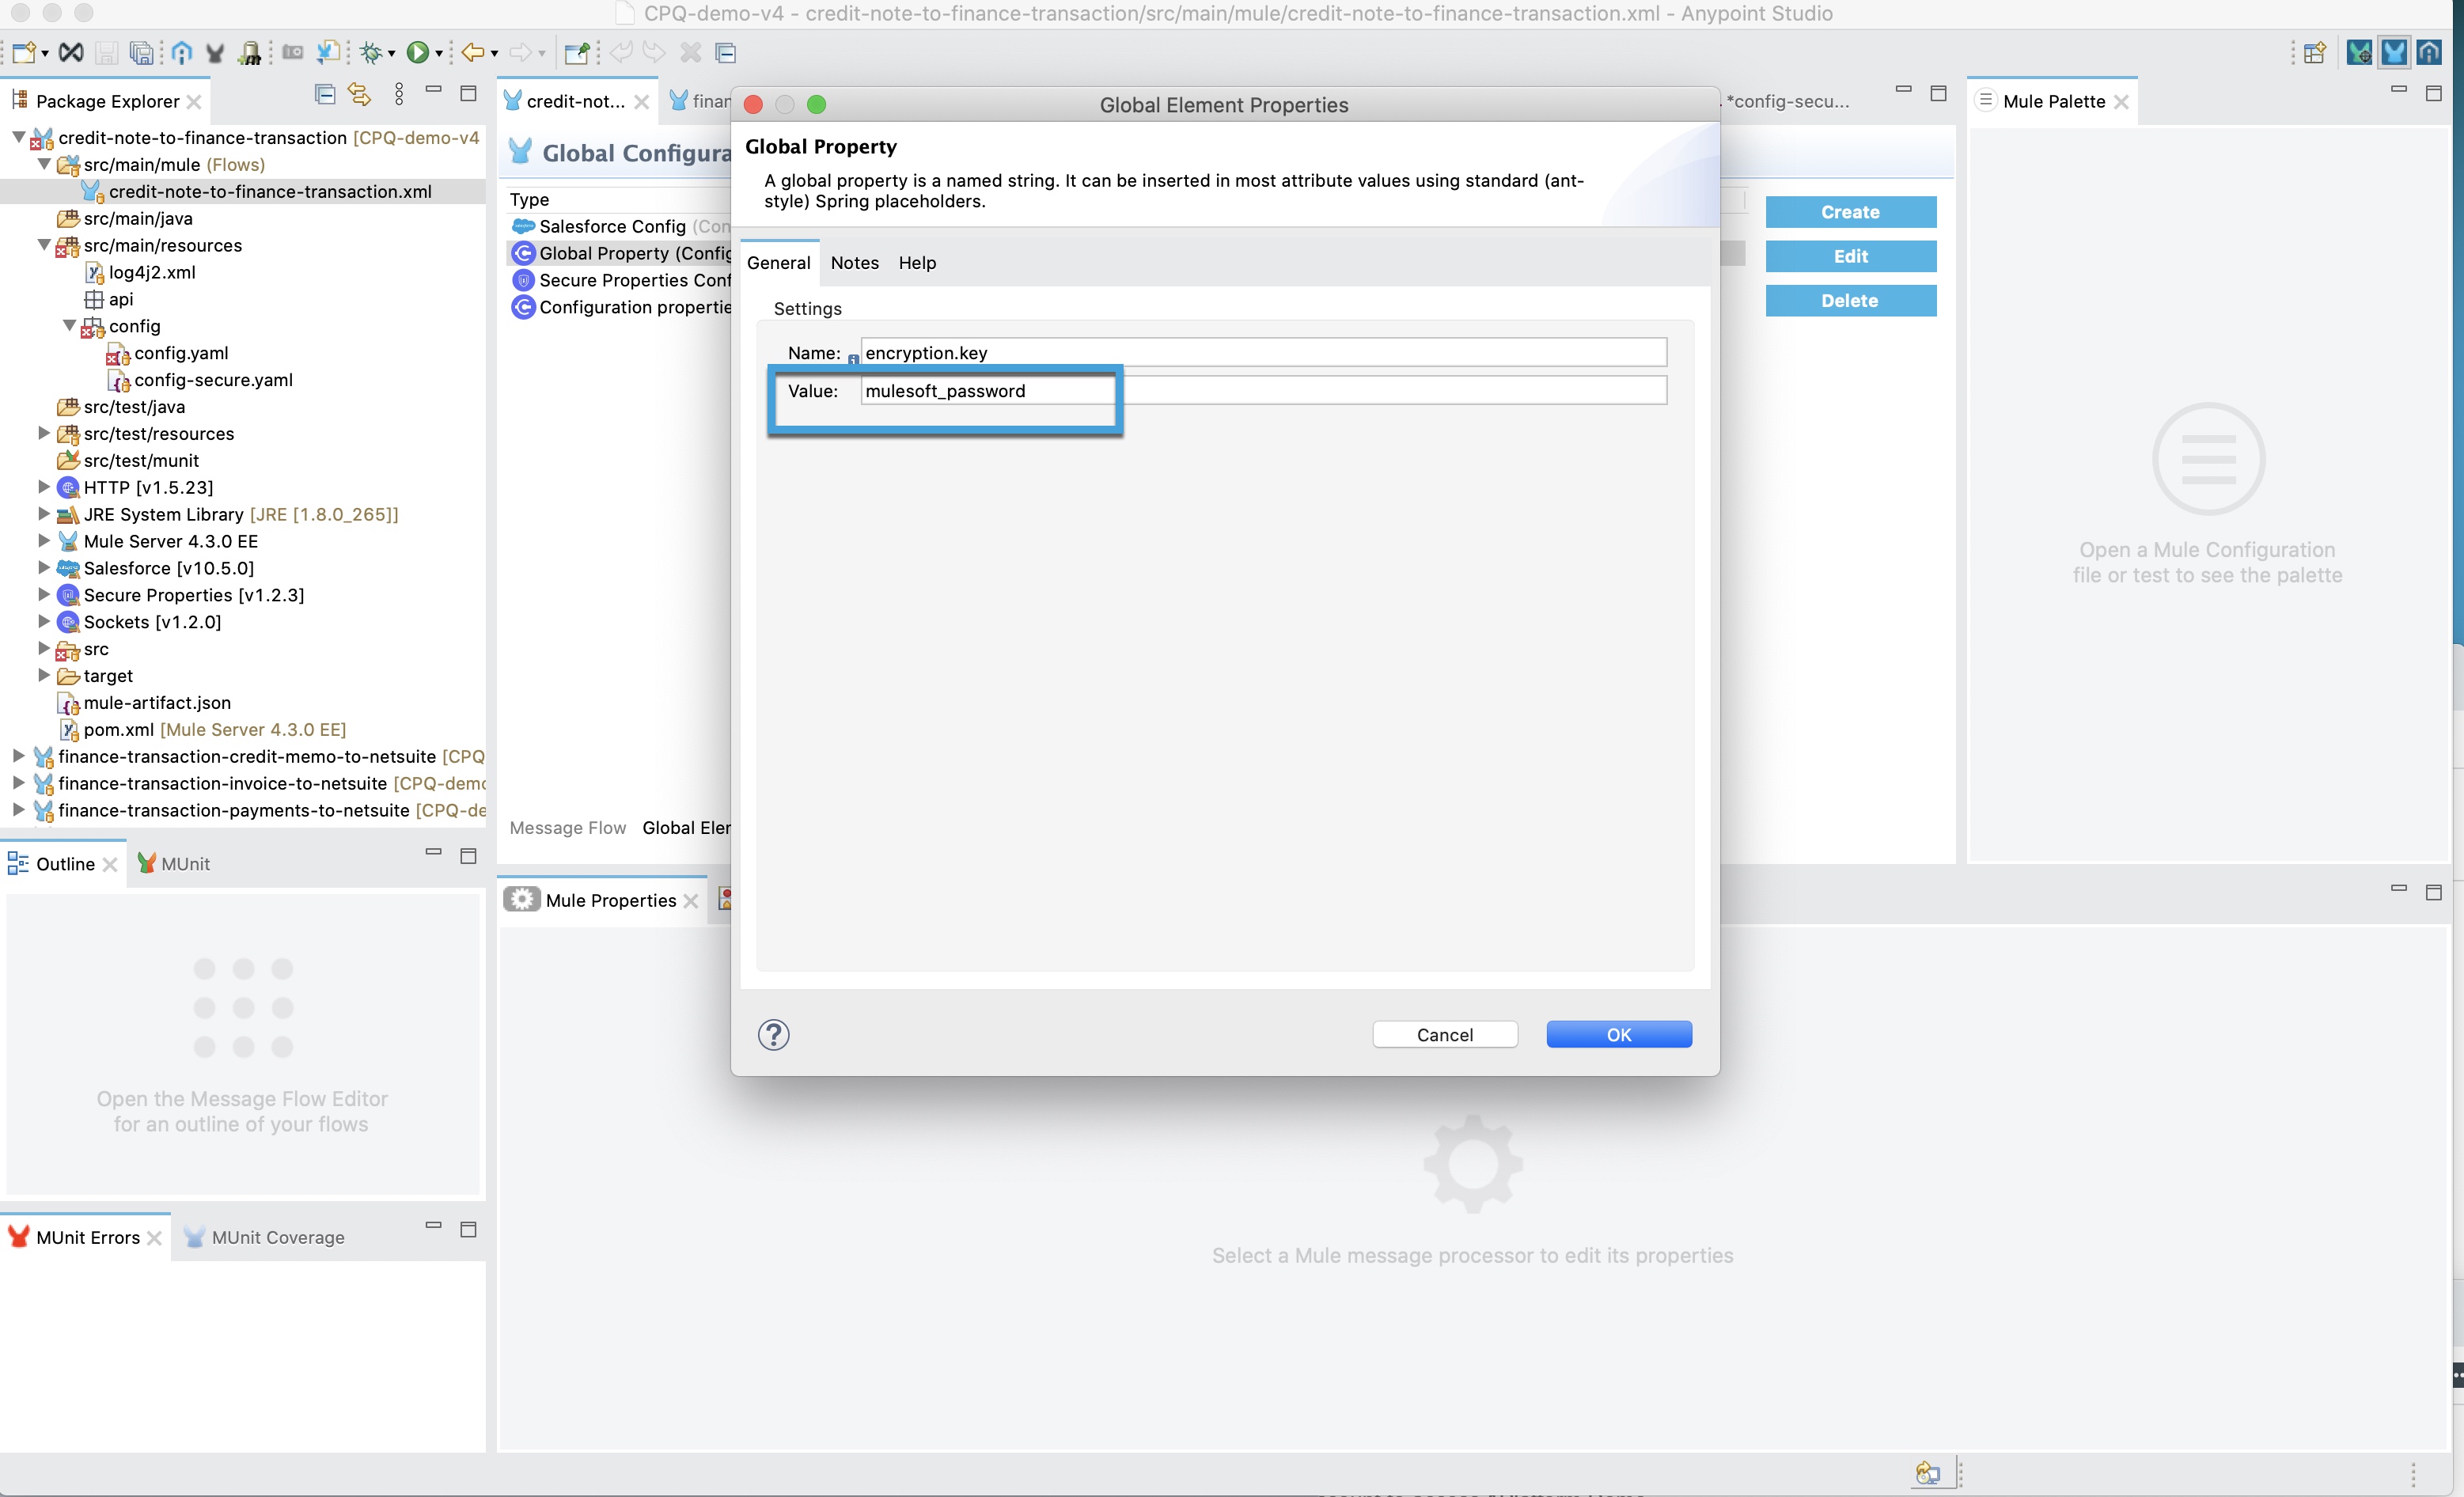 CPQ-demo-v4 - credit-note-to-finance-transaction/src/main/mule/credit-note-to-finance-transaction.xml - Anypoint Studio
Package Explorer
credit-note-to-finance-transaction [CPQ-demo-v4
src/main/mule (Flows)
credit-note-to-finance-transaction.xml
src/main/java
src/main/resources
log4j2.xml
api
config
config.yaml
config-secure.yaml
src/test/java
src/test/resources
src/test/munit
HTTP [v1.5.23]
JRE System Library [JRE [1.8.0_265]]
Mule Server 4.3.0 EE
Salesforce [v10.5.0]
Secure Properties [v1.2.3]
Sockets [v1.2.0]
src
target
mule-artifact.json
pom.xml [Mule Server 4.3.0 EE]
finance-transaction-credit-memo-to-netsuite [CPQ
finance-transaction-invoice-to-netsuite [CPQ-demo
finance-transaction-payments-to-netsuite [CPQ-de
Outline
MUnit
Open the Message Flow Editor
for an outline of your flows
MUnit Errors
MUnit Coverage
credit-not...
finan
*config-secu...
Global Configura
Type
Salesforce Config (Con
Global Property (Config
Secure Properties Conf
Configuration propertie
Message Flow
Global Elem
Create
Edit
Delete
Global Element Properties
Global Property
A global property is a named string. It can be inserted in most attribute values using standard (ant-
style) Spring placeholders.
General
Notes
Help
Settings
Name: encryption.key
Value: mulesoft_password
Cancel
OK
Mule Palette
Open a Mule Configuration
file or test to see the palette
Mule Properties
Select a Mule message processor to edit its properties